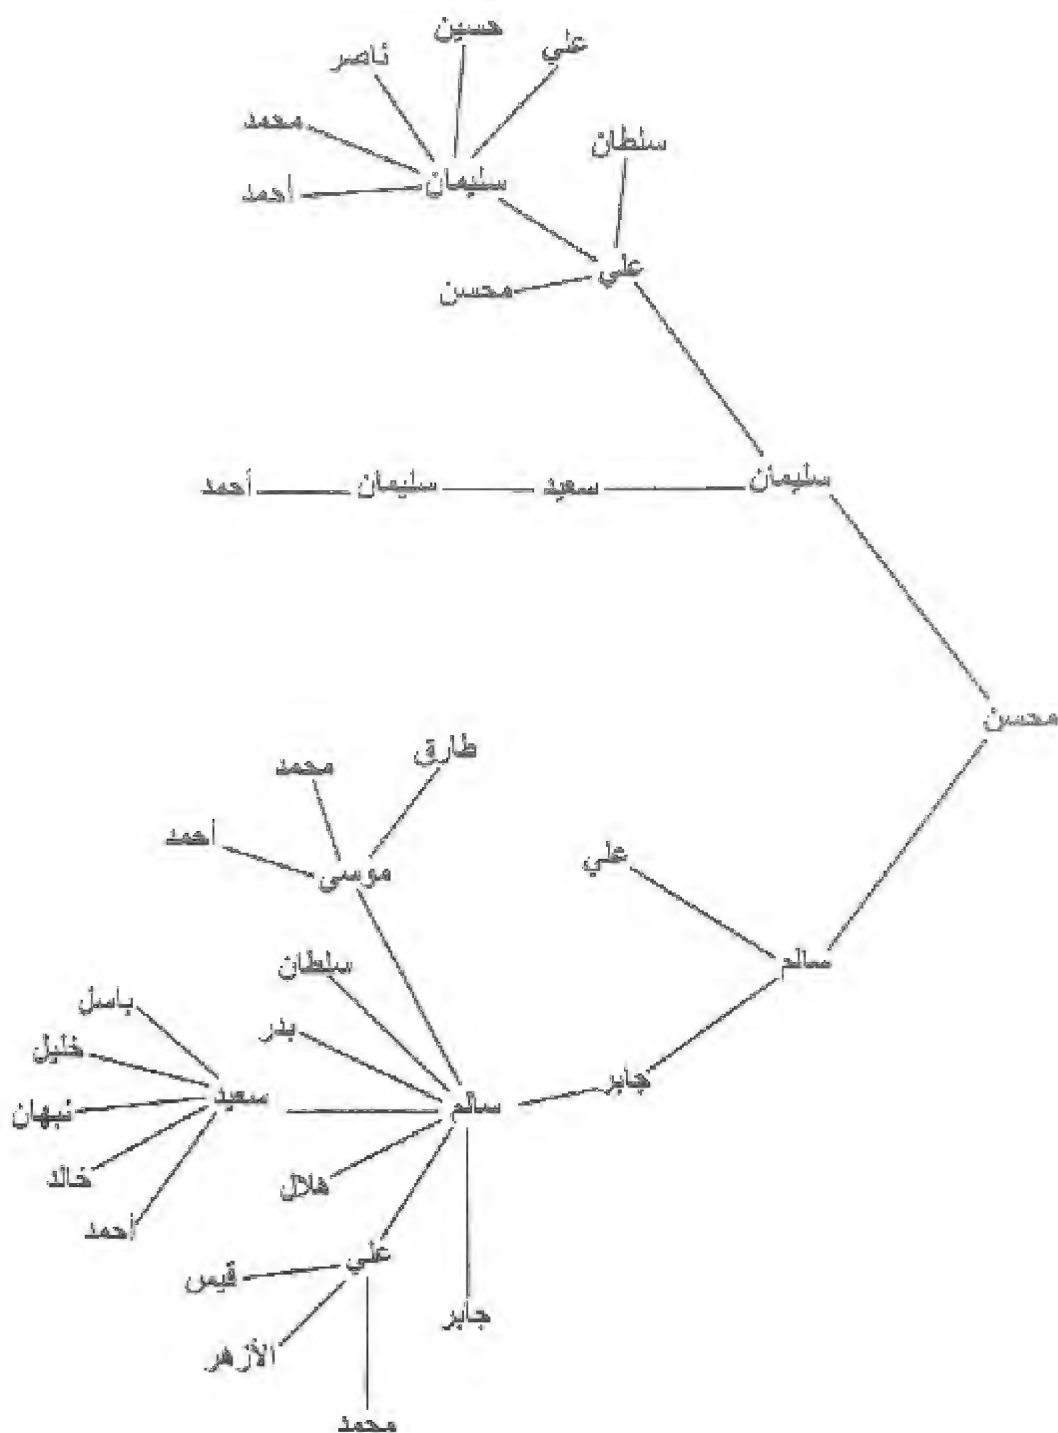 حسين
علي
ناصر
محمد
سلطان
سليمان
أحمد
علي
محسن
سليمان
سعيد
سليمان
أحمد
محسن
طارق
محمد
أحمد
موسى
علي
سالم
سلطان
باسل
بدر
خليل
جابر
سعيد
سالم
نبهان
خالد
هلال
أحمد
علي
قيس
جابر
الأزهر
محمد